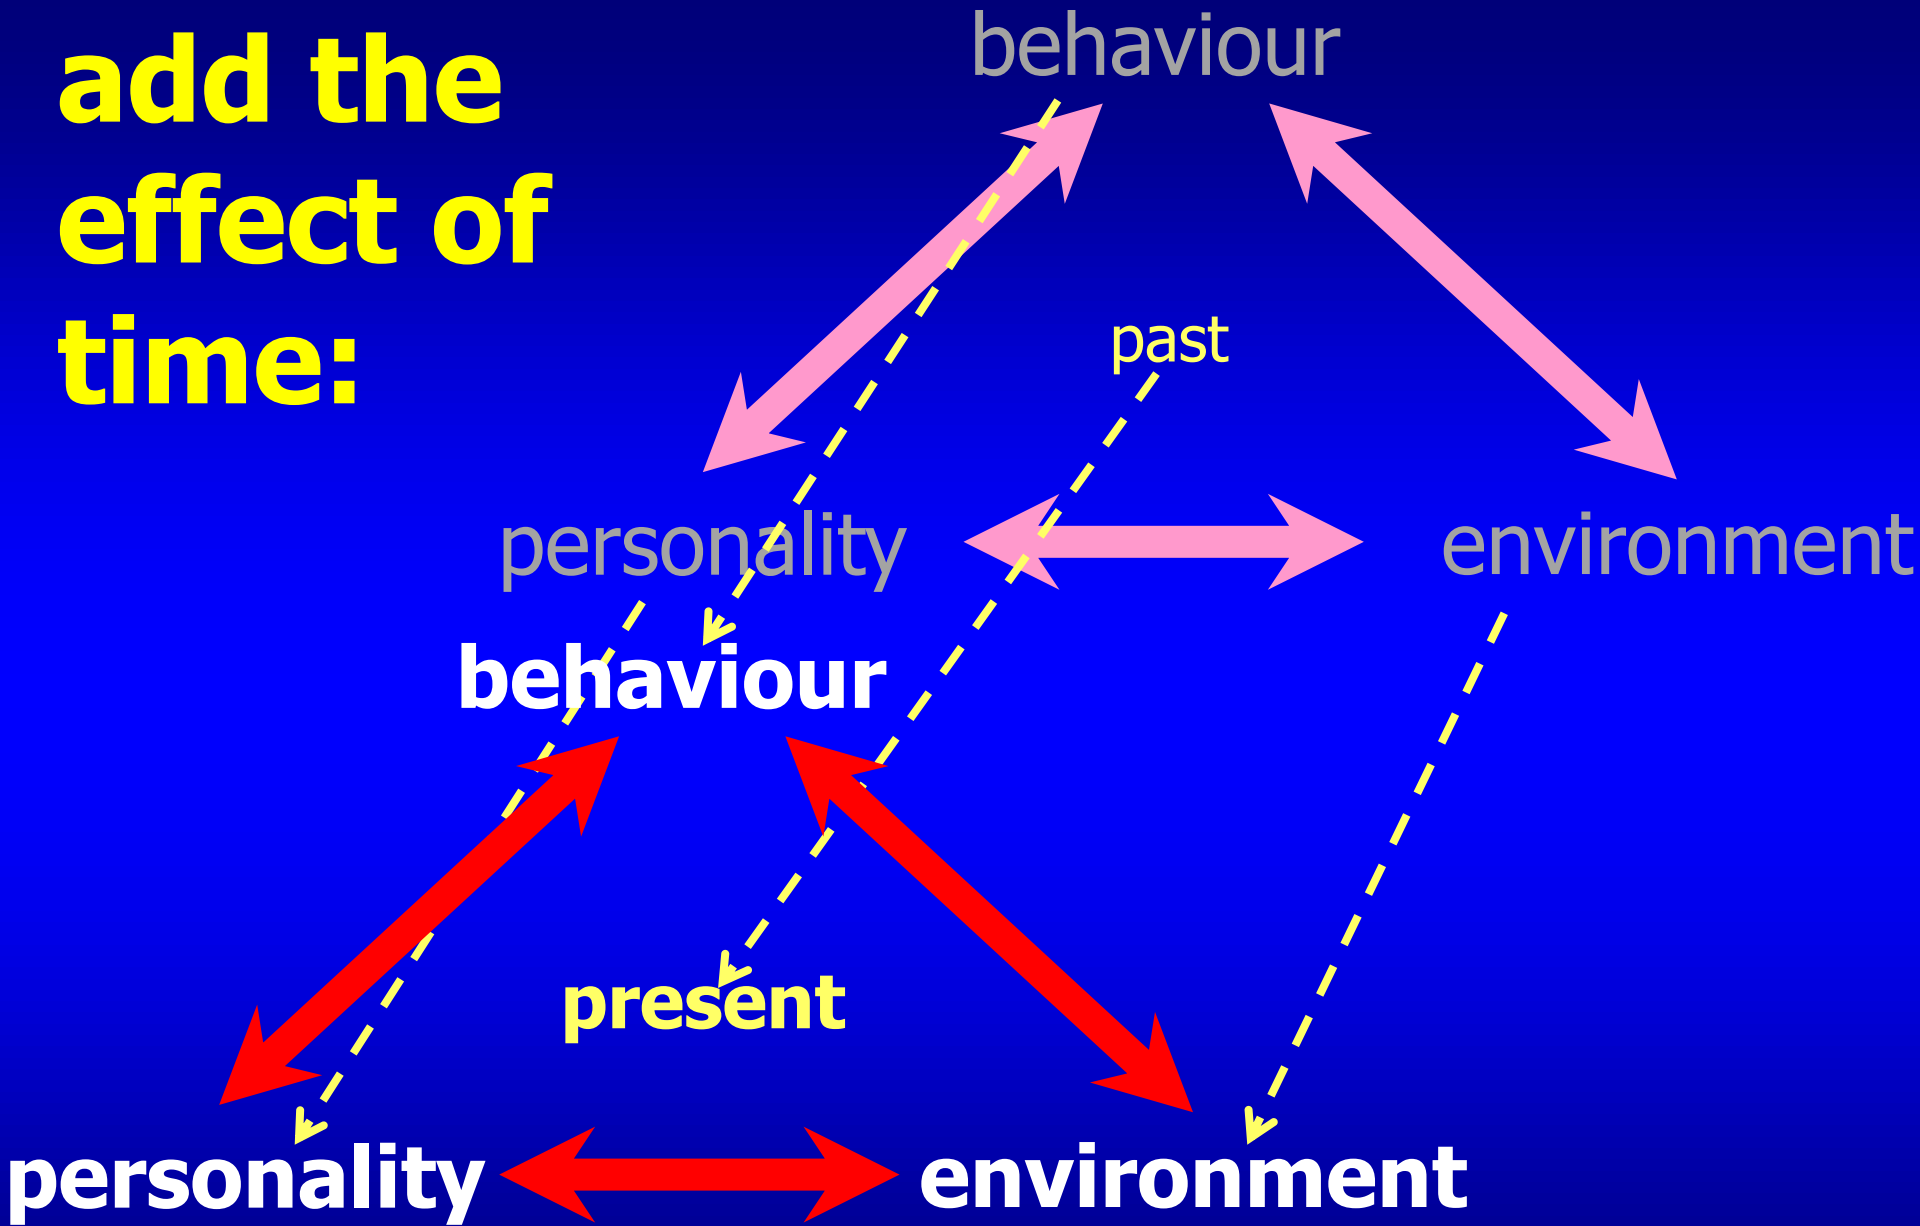 add the
effect of
time:
behaviour
past
personality
environment
behaviour
present
personality
environment